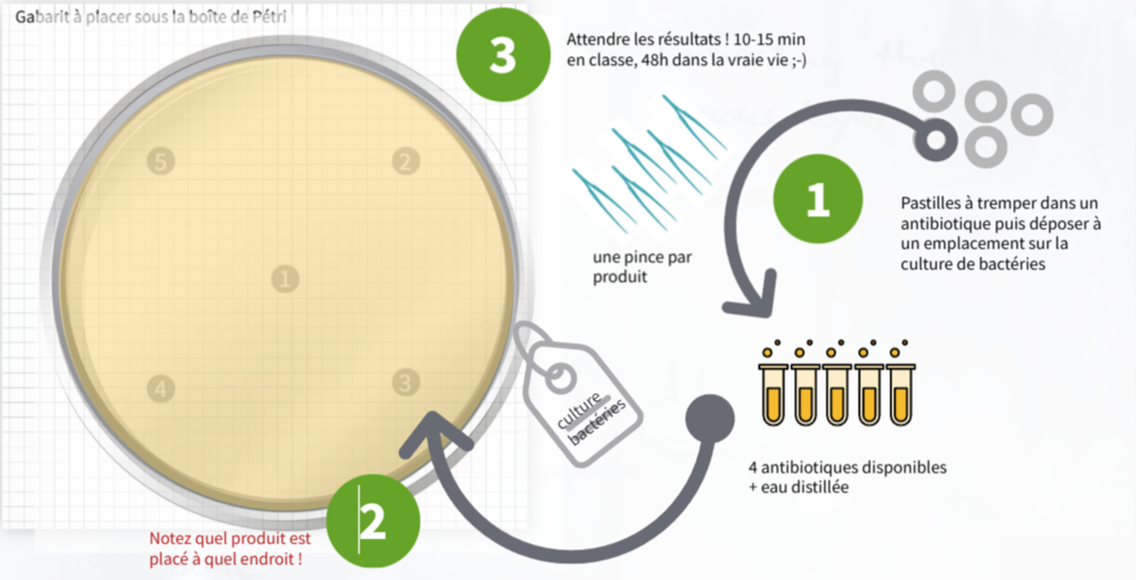 Gabarit à placer sous la boîte de Pétri
3
Attendre les résultats ! 10-15 min
en classe, 48h dans la vraie vie ;-)
5
2
1
4
3
une pince par
produit
1
Pastilles à tremper dans un
antibiotique puis déposer à
un emplacement sur la
culture de bactéries
culture
bactéries
4 antibiotiques disponibles
+ eau distillée
2
Notez quel produit est
placé à quel endroit !